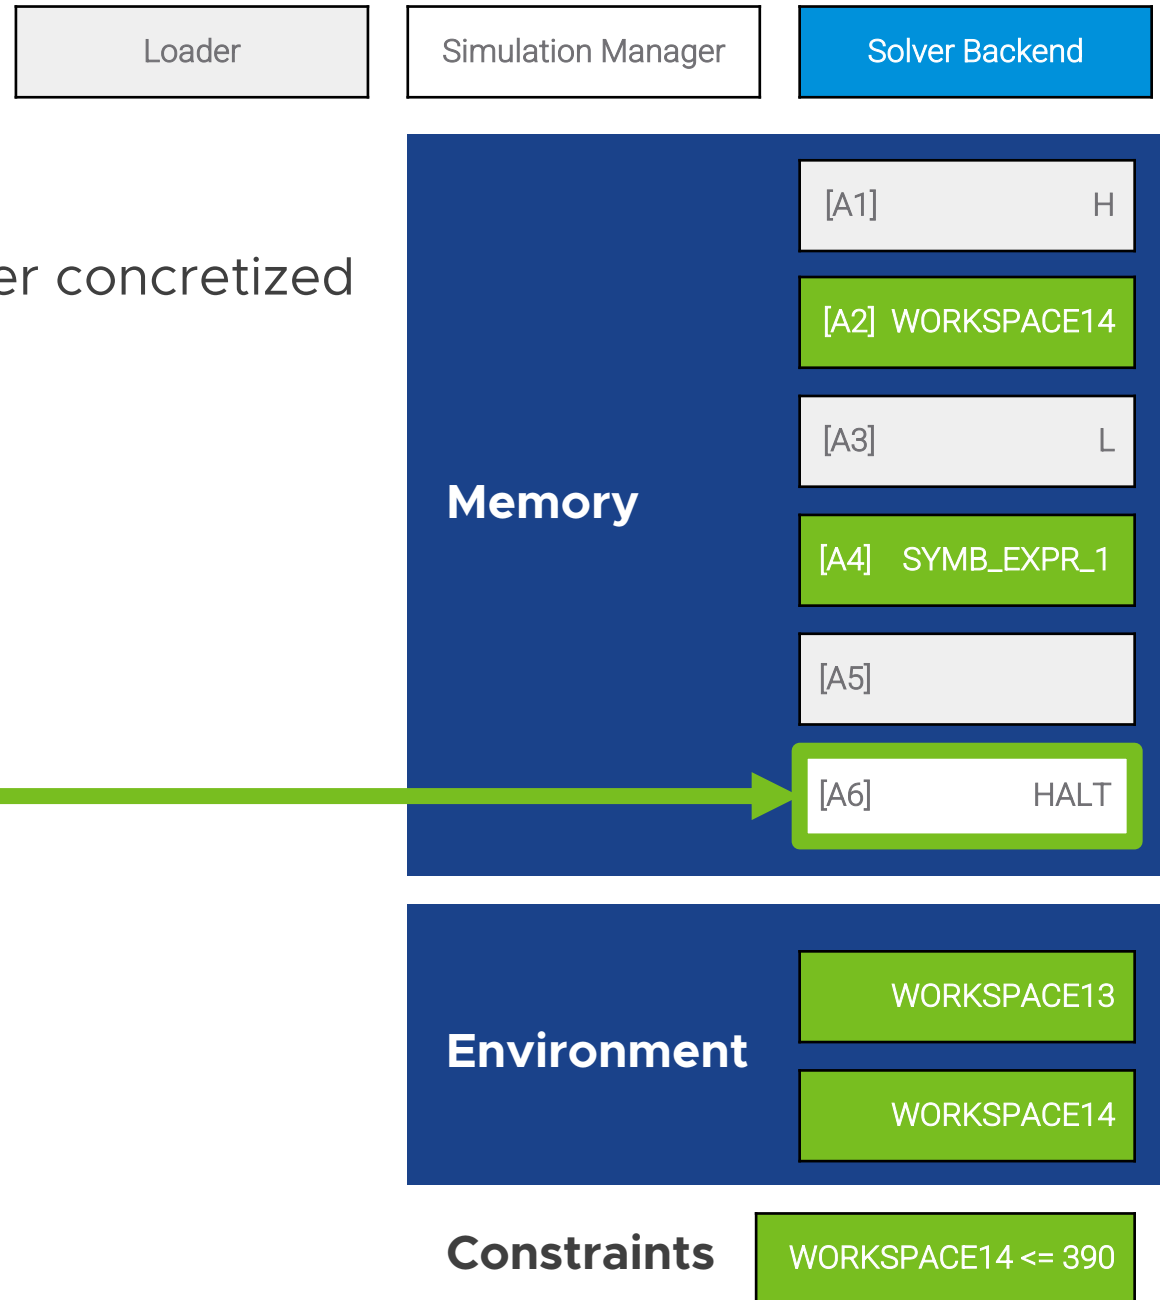 Loader
Simulation Manager
Solver Backend
er concretized
Memory
[A1] H
[A2] WORKSPACE14
[A3] L
[A4] SYMB_EXPR_1
[A5]
[A6] HALT
Environment
WORKSPACE13
WORKSPACE14
Constraints
WORKSPACE14 <= 390